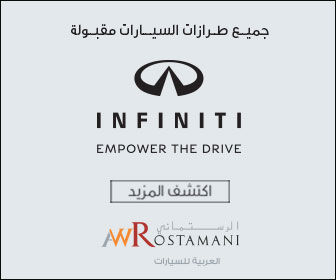 جميع طرازات السيارات مقبولة
INFINITI
EMPOWER THE DRIVE
اكتشف المزيد
الرستماني
AWROSTAMANI
العربية للسيارات